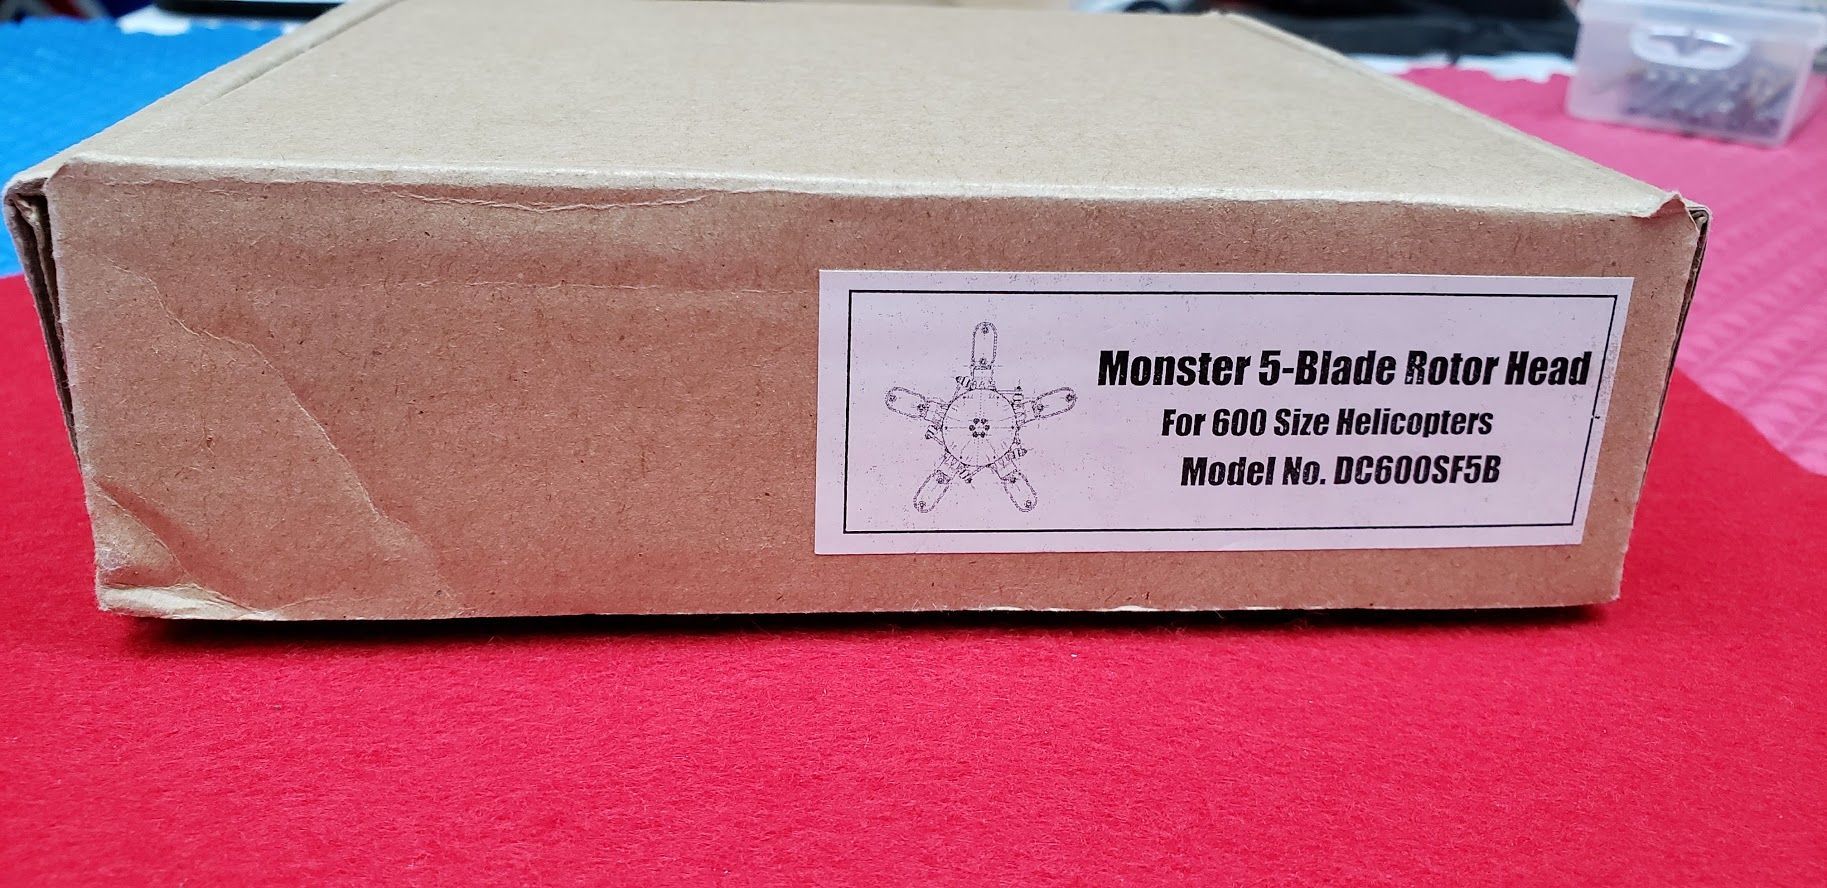 Monster 5-Blade Rotor Head
For 600 Size Helicopters
Model No. DC600SF5B